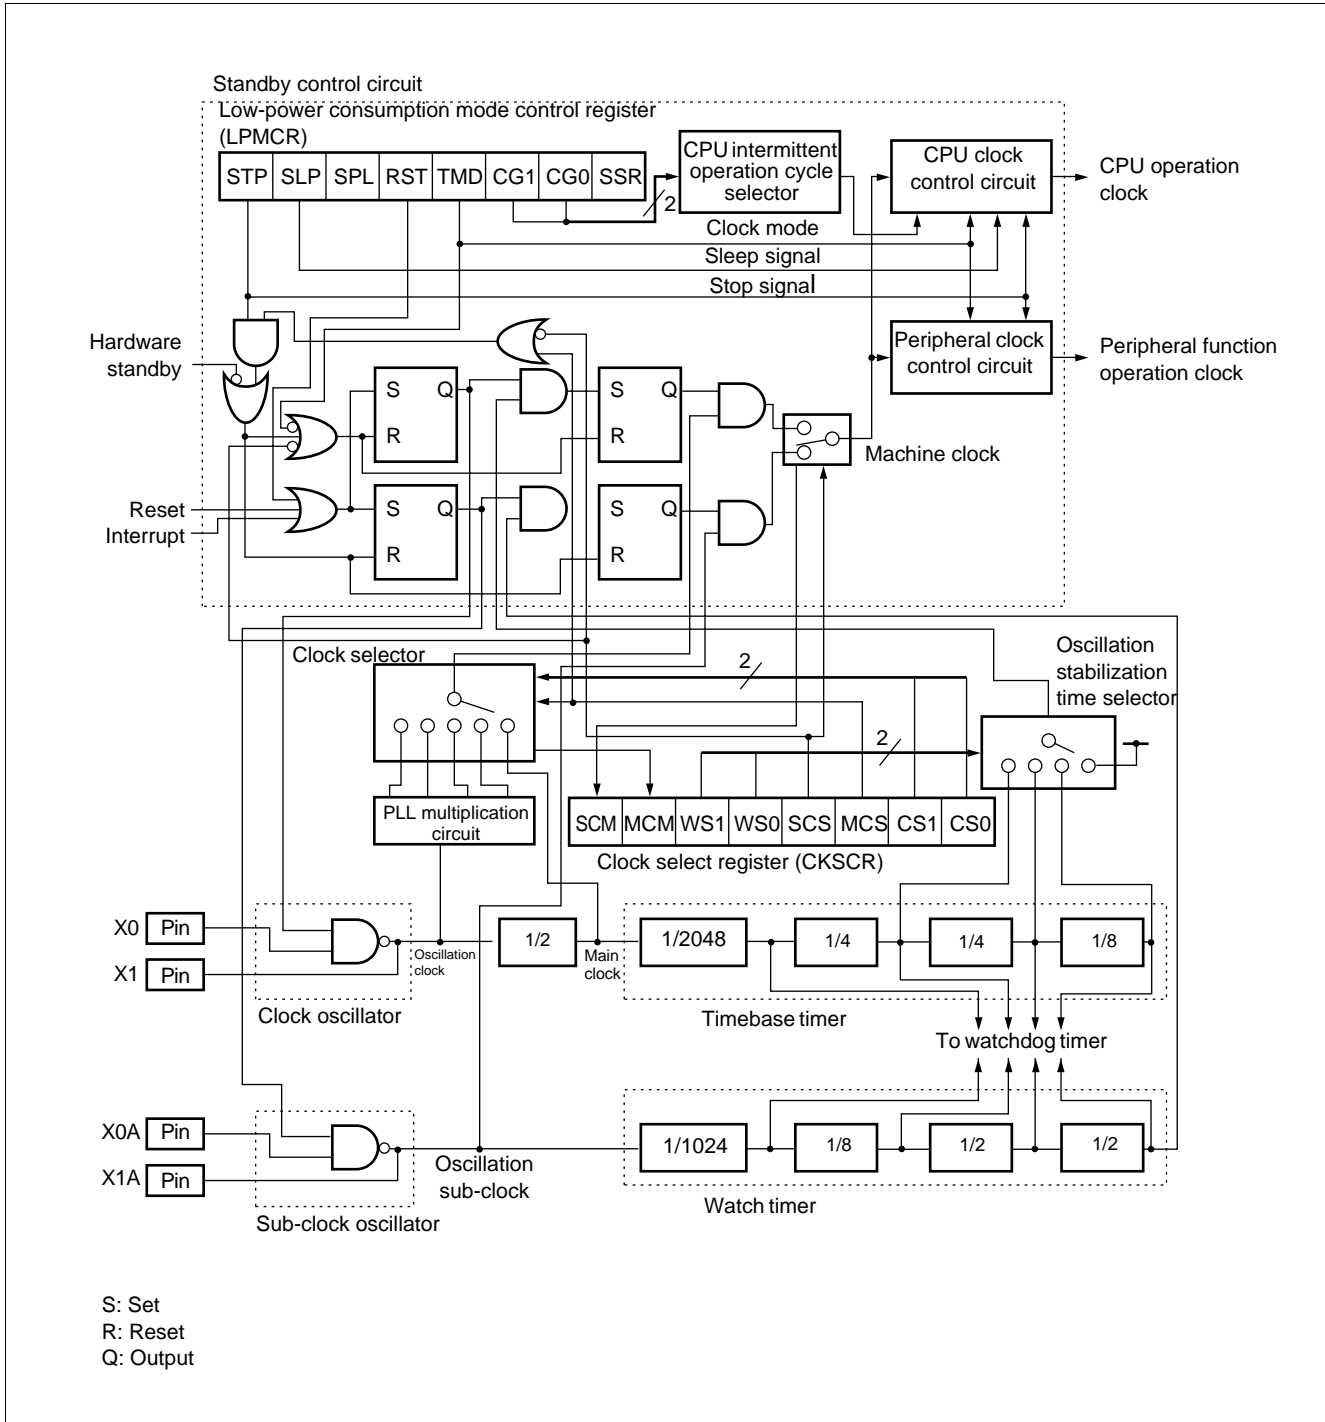 Standby control circuit
Low-power consumption mode control register
(LPMCR)
STP SLP SPL RST TMD CG1 CG0 SSR
2
CPU intermittent
operation cycle
selector
CPU clock
control circuit
CPU operation
clock
Clock mode
Sleep signal
Stop signal
Hardware
standby
Peripheral clock
control circuit
Peripheral function
operation clock
S Q
R
S Q
R
Machine clock
Reset
Interrupt
S Q
R
S Q
R
Clock selector
2
Oscillation
stabilization
time selector
2
PLL multiplication
circuit
SCM MCM WS1 WS0 SCS MCS CS1 CS0
Clock select register (CKSCR)
X0 Pin
X1 Pin
Oscillation
clock
1/2
Main
clock
1/2048
1/4
1/4
1/8
Clock oscillator
Timebase timer
To watchdog timer
X0A Pin
X1A Pin
Oscillation
sub-clock
1/1024
1/8
1/2
1/2
Sub-clock oscillator
Watch timer
S: Set
R: Reset
Q: Output